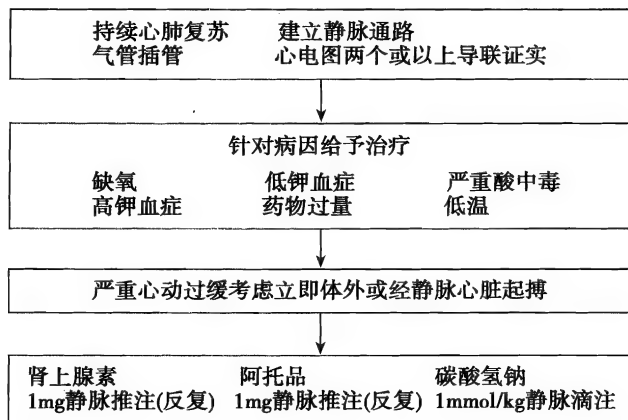 持续心肺复苏 建立静脉通路
气管插管 心电图两个或以上导联证实
针对病因给予治疗
缺氧 低钾血症 严重酸中毒
高钾血症 药物过量 低温
严重心动过缓考虑立即体外或经静脉心脏起搏
肾上腺素 阿托品 碳酸氢钠
1mg静脉推注(反复) 1mg静脉推注(反复) 1mmol/kg静脉滴注